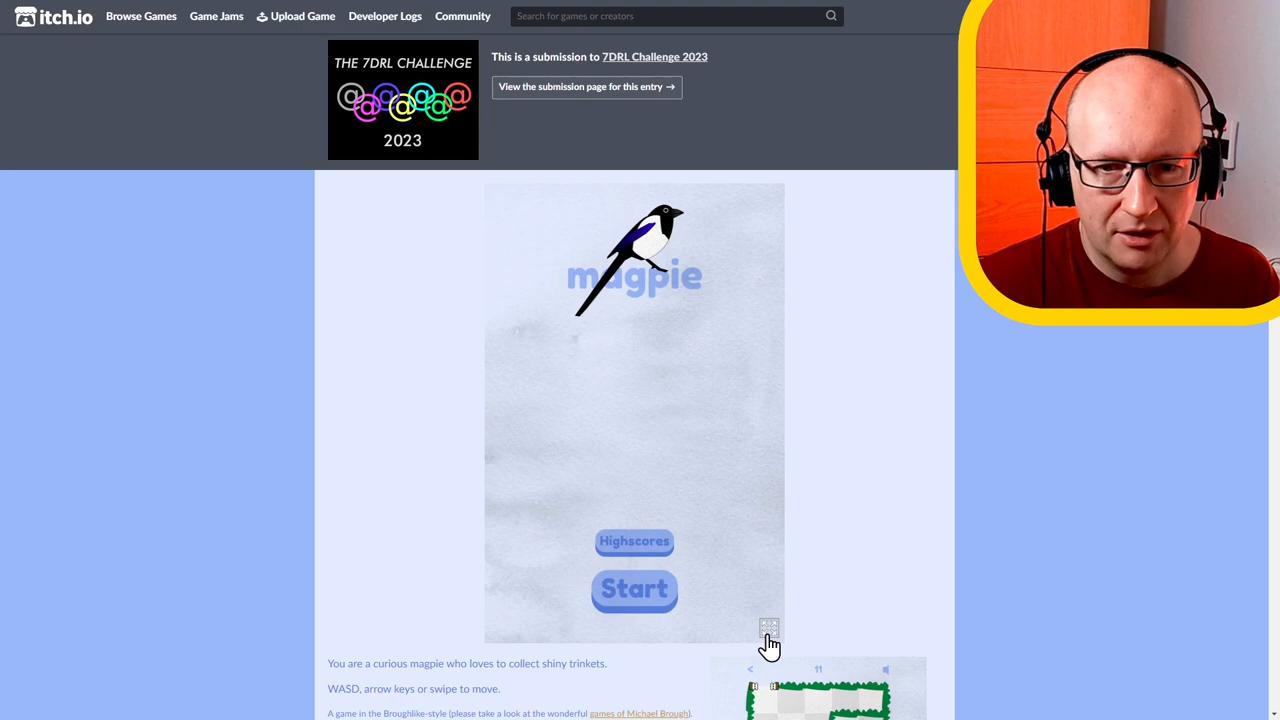 itch.io Browse Games Game Jams Upload Game Developer Logs Community Search for games or creators
THE 7DRL CHALLENGE
@@@@@@@
2023
This is a submission to 7DRL Challenge 2023
View the submission page for this entry →
magpie
Highscores
Start
You are a curious magpie who loves to collect shiny trinkets.
WASD, arrow keys or swipe to move.
A game in the Broughlike-style (please take a look at the wonderful games of Michael Brough).
< 11